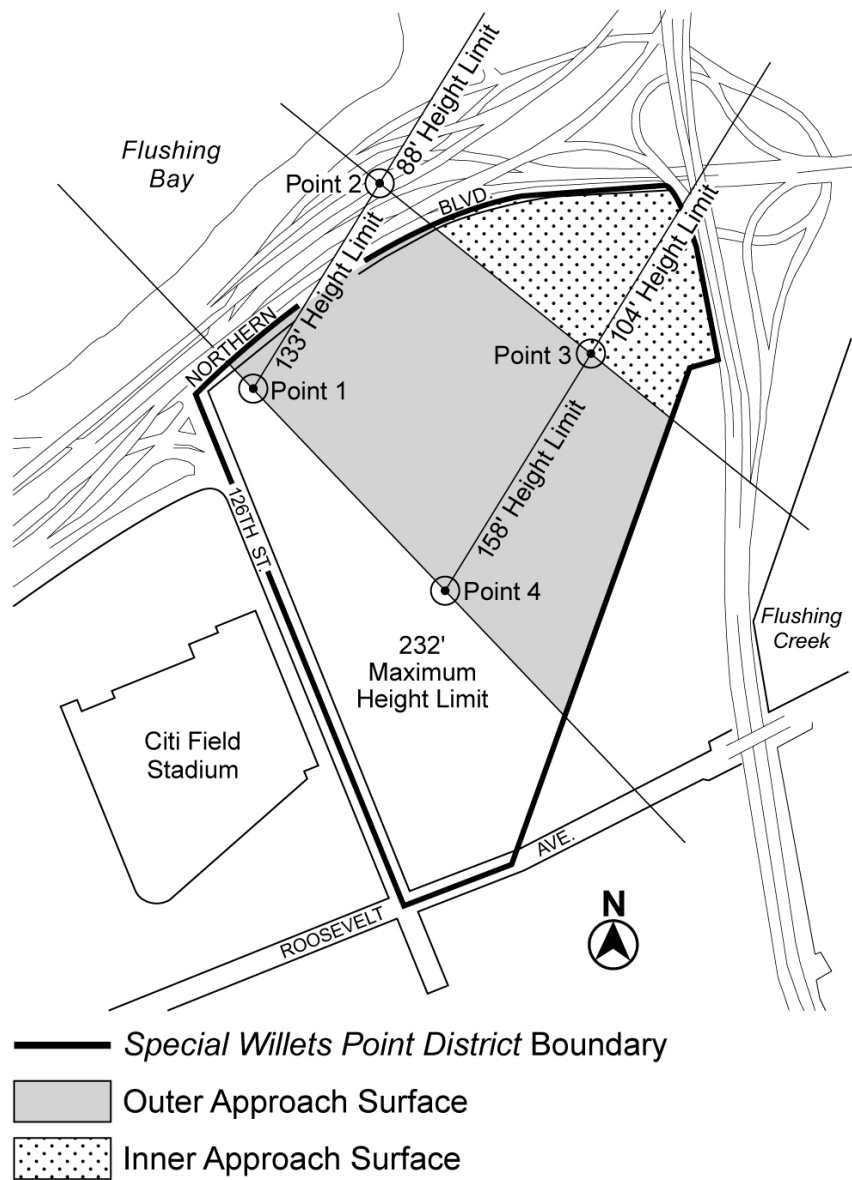 Flushing
Bay
88' Height Limit
Point 2
BLVD.
133' Height Limit
104' Height Limit
NORTHERN
Point 3
Point 1
158' Height Limit
126TH ST.
Point 4
Flushing
Creek
232'
Maximum
Height Limit
Citi Field
Stadium
AVE.
ROOSEVELT
N
Special Willets Point District Boundary
Outer Approach Surface
Inner Approach Surface